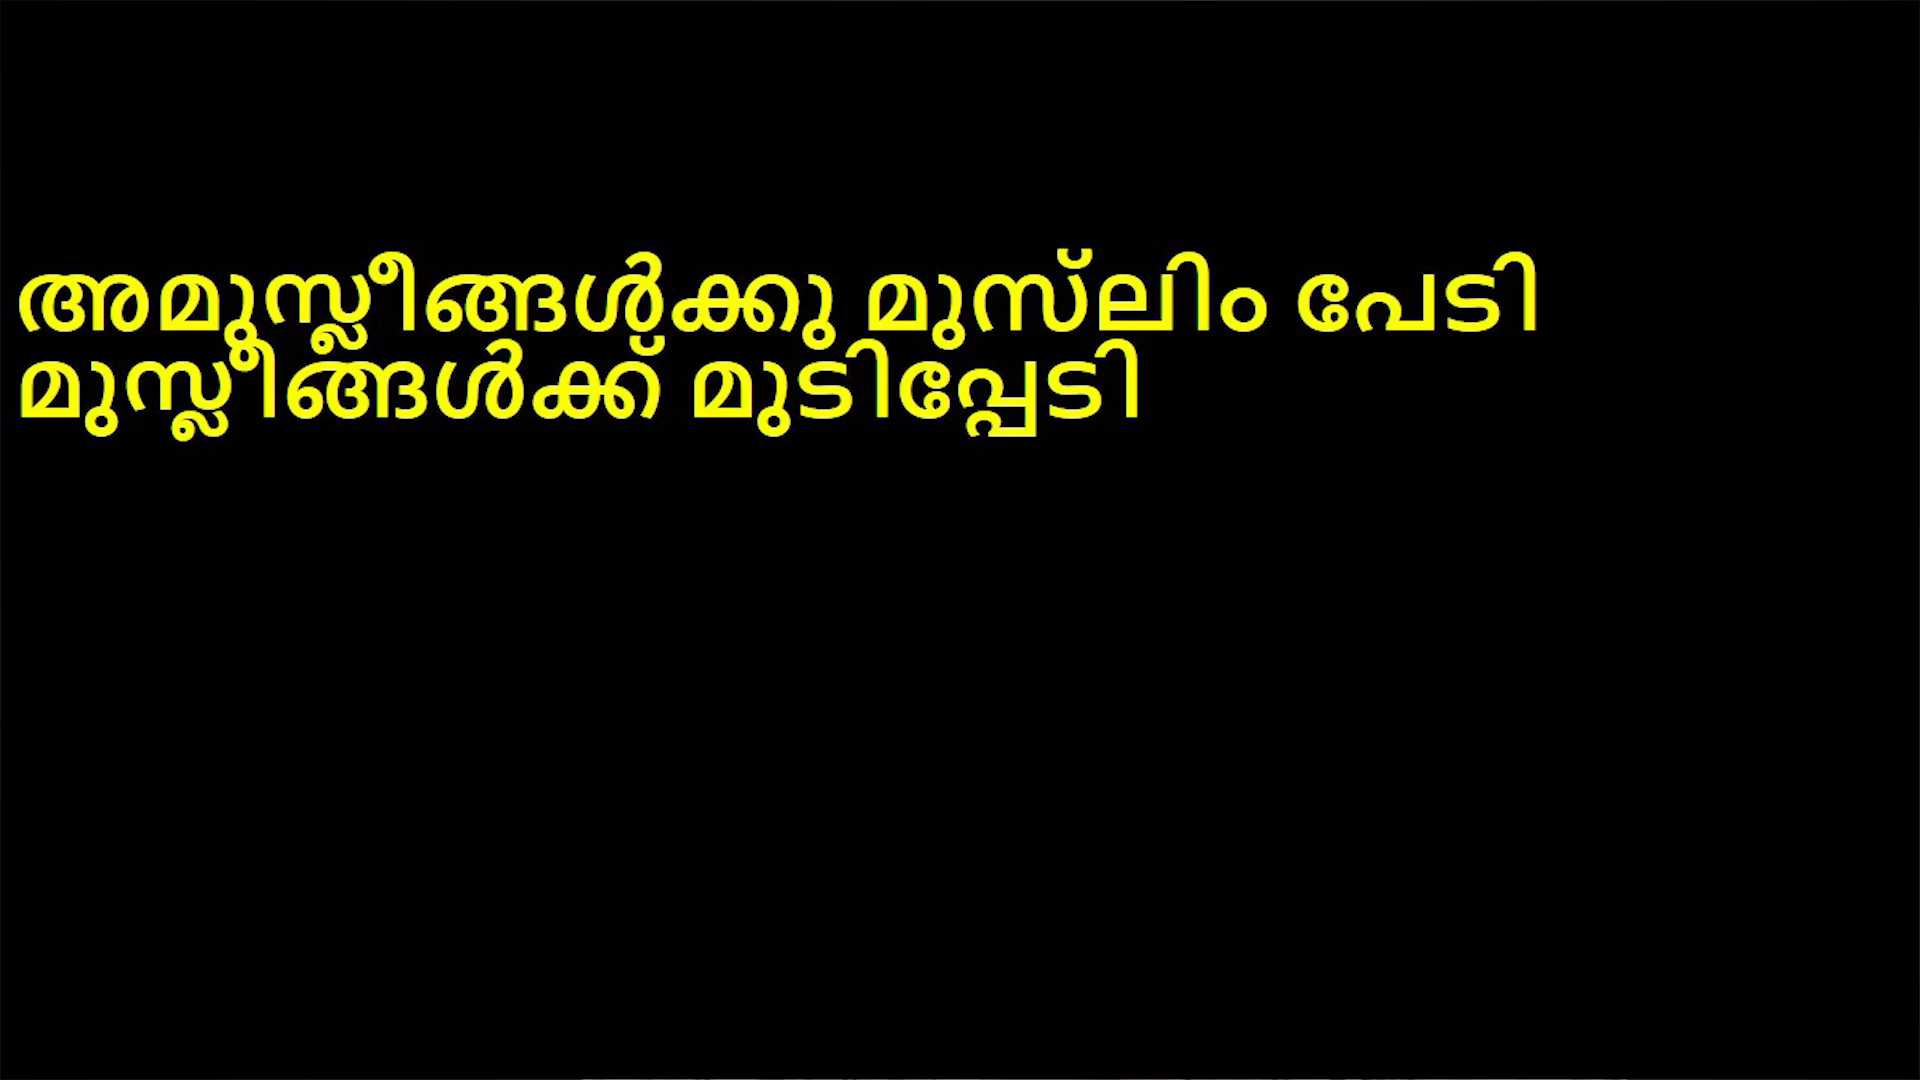 അമുസ്ലീങ്ങൾക്കു മുസ്‌ലിം പേടി
മുസ്ലീങ്ങൾക്ക് മുടിപ്പേടി